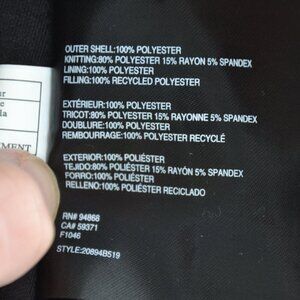 OUTER SHELL:100% POLYESTER
KNITTING:80% POLYESTER 15% RAYON 5% SPANDEX
LINING:100% POLYESTER
FILLING:100% RECYCLED POLYESTER
EXTÉRIEUR:100% POLYESTER
TRICOT:80% POLYESTER 15% RAYONNE 5% SPANDEX
DOUBLURE:100% POLYESTER
REMBOURRAGE:100% POLYESTER RECYCLÉ
EXTERIOR:100% POLIÉSTER
TEJIDO:80% POLIÉSTER 15% RAYÓN 5% SPANDEX
FORRO:100% POLIÉSTER
RELLENO:100% POLIÉSTER RECICLADO
RN# 94868
CA# 59371
F1046
STYLE:20894B519
la